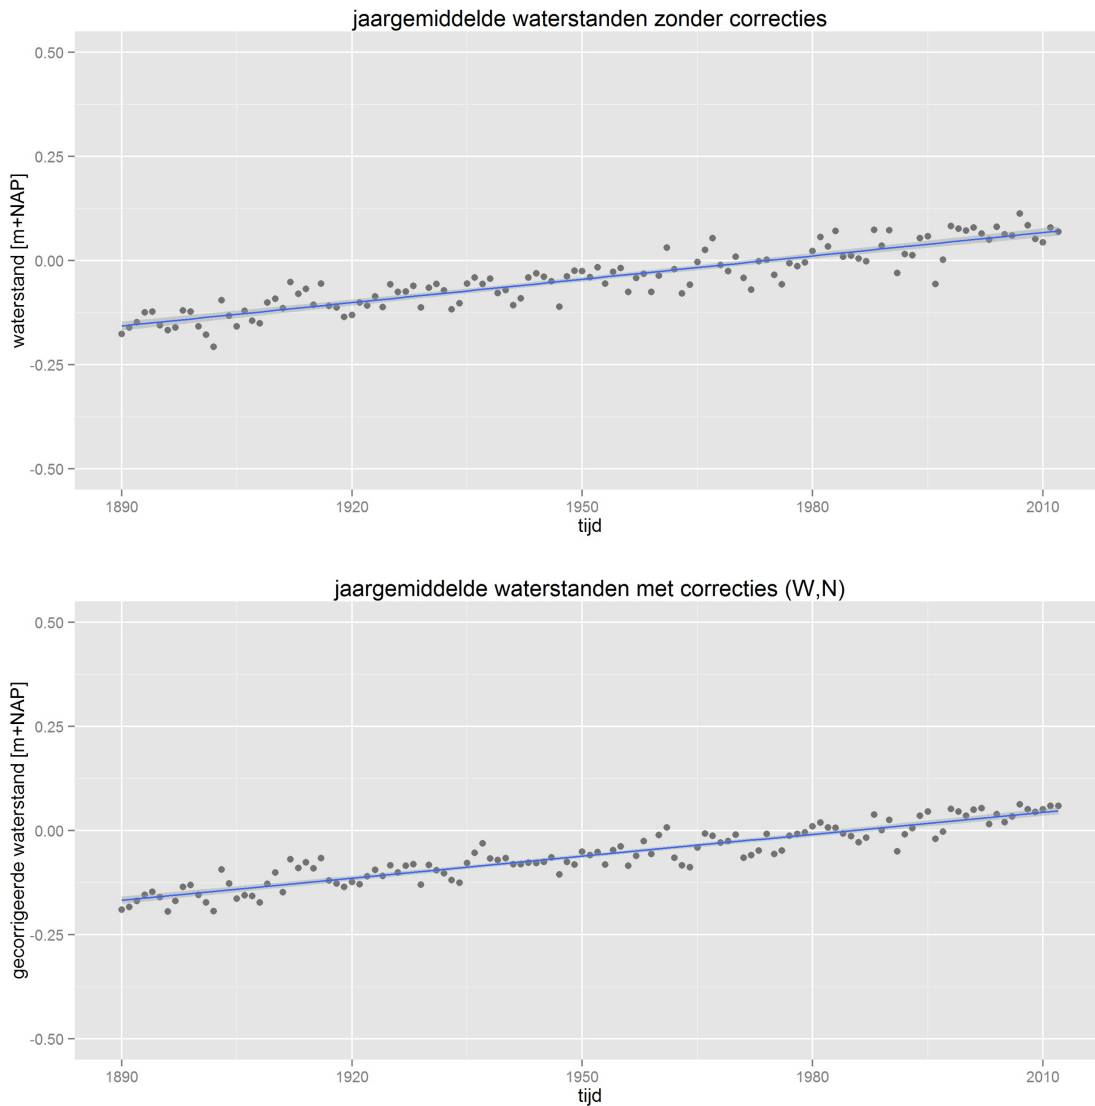 jaargemiddelde waterstanden zonder correcties
0.50
0.25
0.00
-0.25
-0.50
waterstand [m+NAP]
1890 1920 1950 1980 2010
tijd
jaargemiddelde waterstanden met correcties (W,N)
0.50
0.25
0.00
-0.25
-0.50
gecorrigeerde waterstand [m+NAP]
1890 1920 1950 1980 2010
tijd